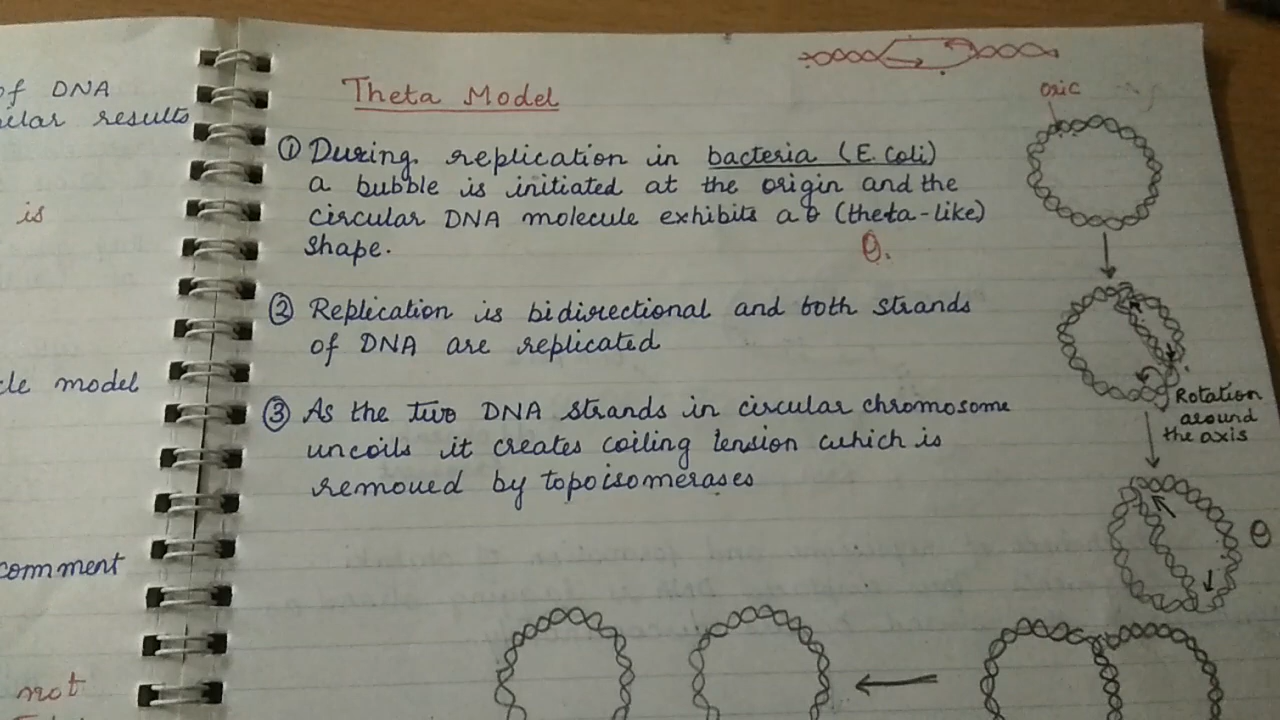 of DNA
ilar results
is
cle model
comment
not
Theta Model
① During replication in bacteria (E.Coli)
a bubble is initiated at the origin and the
circular DNA molecule exhibits a θ (theta-like)
shape.
θ.
② Replication is bidirectional and both strands
of DNA are replicated
③ As the two DNA strands in circular chromosome
uncoils it creates coiling tension which is
removed by topoisomerases
oric
Rotation
around
the axis
θ